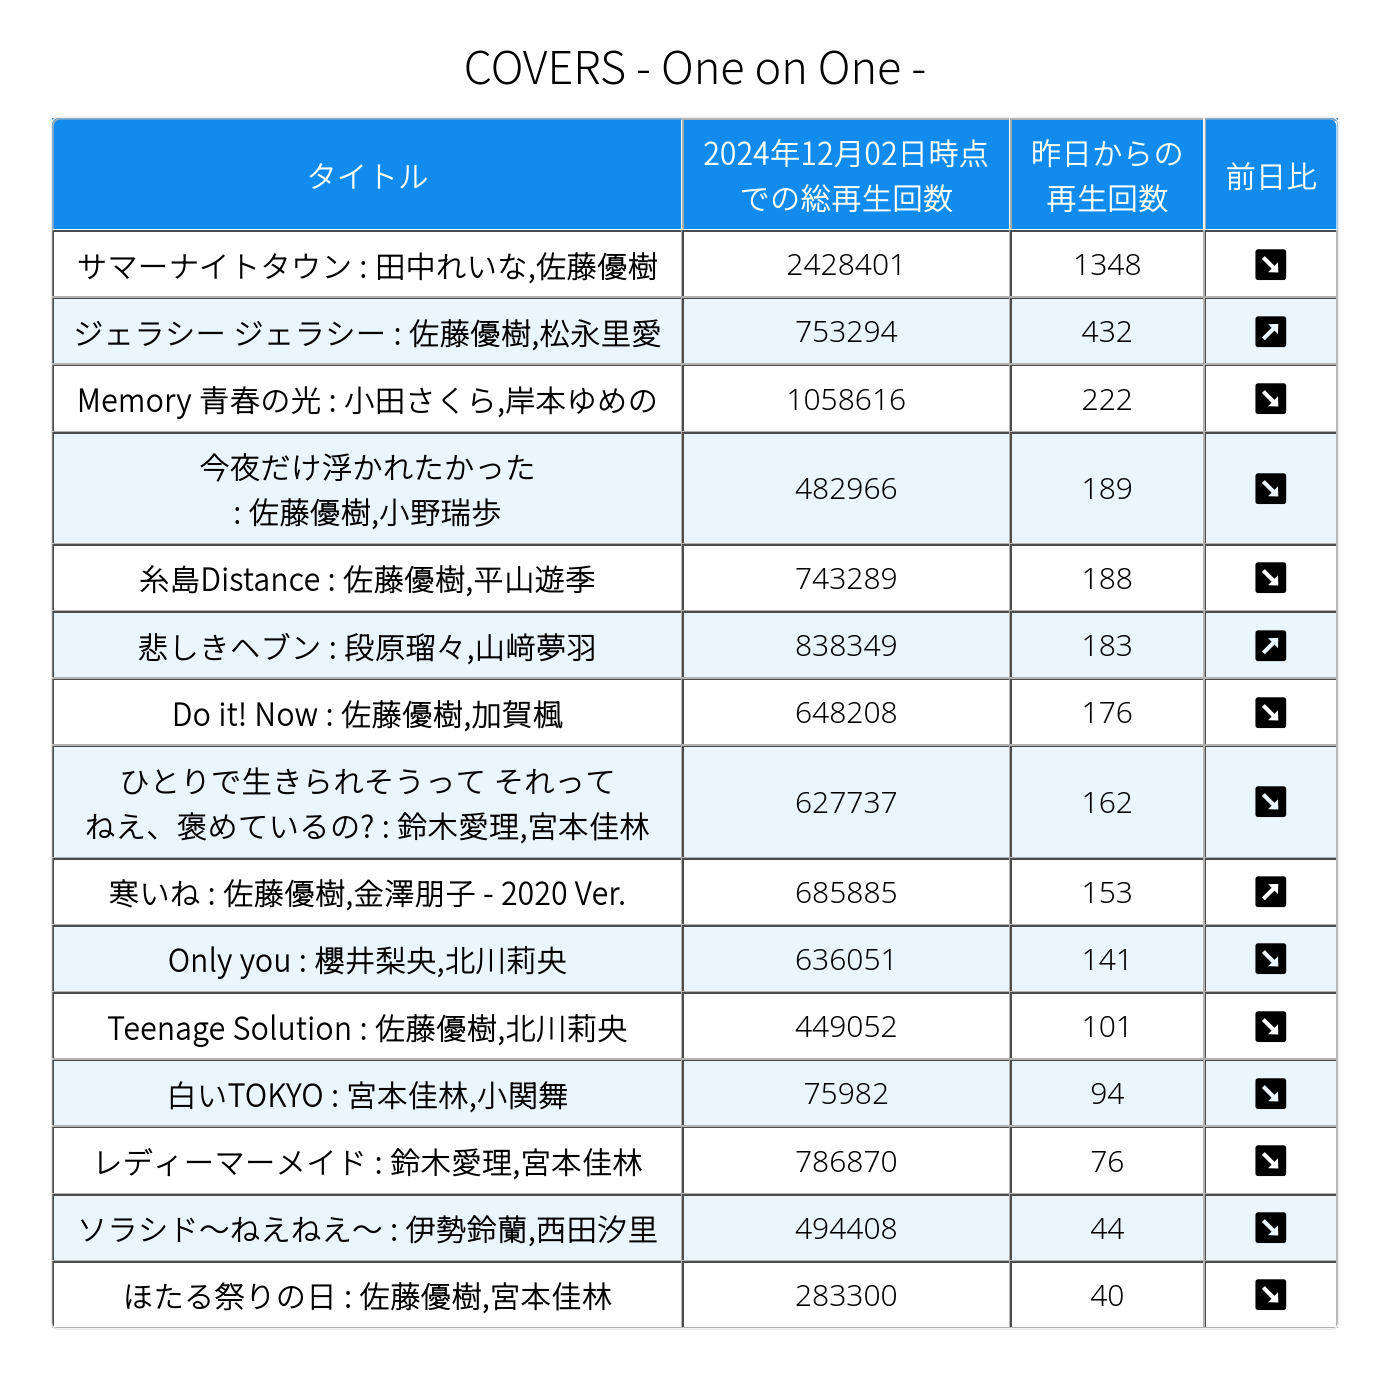 COVERS - One on One -
タイトル
2024年12月02日時点
での総再生回数
昨日からの
再生回数
前日比
サマーナイトタウン : 田中れいな,佐藤優樹
2428401
1348
ジェラシー ジェラシー : 佐藤優樹,松永里愛
753294
432
Memory 青春の光 : 小田さくら,岸本ゆめの
1058616
222
今夜だけ浮かれたかった
: 佐藤優樹,小野瑞歩
482966
189
糸島Distance : 佐藤優樹,平山遊季
743289
188
悲しきヘブン : 段原瑠々,山﨑夢羽
838349
183
Do it! Now : 佐藤優樹,加賀楓
648208
176
ひとりで生きられそうって それって
ねえ、褒めているの? : 鈴木愛理,宮本佳林
627737
162
寒いね : 佐藤優樹,金澤朋子 - 2020 Ver.
685885
153
Only you : 櫻井梨央,北川莉央
636051
141
Teenage Solution : 佐藤優樹,北川莉央
449052
101
白いTOKYO : 宮本佳林,小関舞
75982
94
レディーマーメイド : 鈴木愛理,宮本佳林
786870
76
ソラシド～ねえねえ～ : 伊勢鈴蘭,西田汐里
494408
44
ほたる祭りの日 : 佐藤優樹,宮本佳林
283300
40